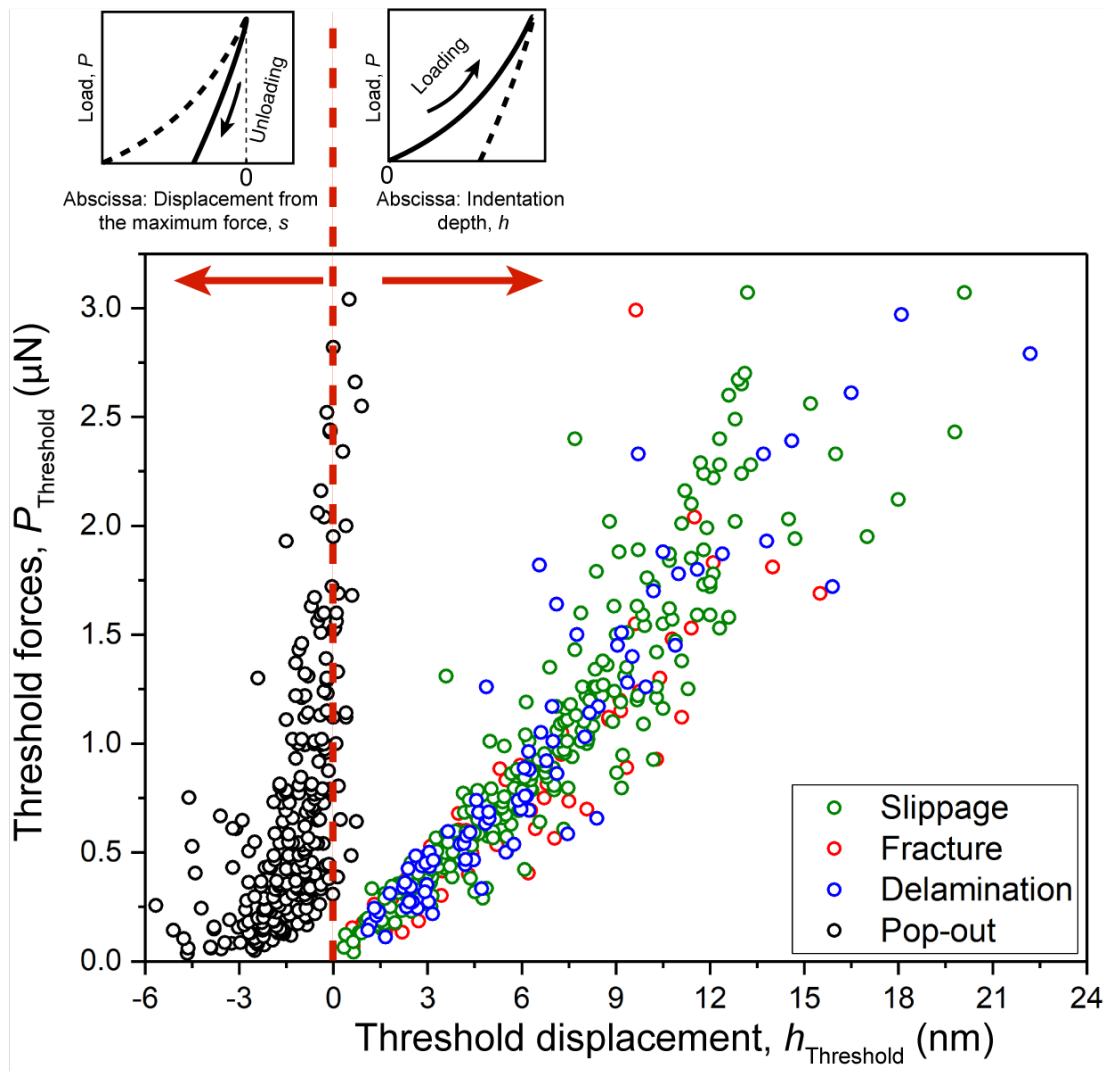 Load, P
Unloading
0
Abscissa: Displacement from
the maximum force, s
Load, P
Loading
0
Abscissa: Indentation
depth, h
Threshold forces, PThreshold (μN)
3.0
2.5
2.0
1.5
1.0
0.5
0.0
Slippage
Fracture
Delamination
Pop-out
-6 -3 0 3 6 9 12 15 18 21 24
Threshold displacement, hThreshold (nm)